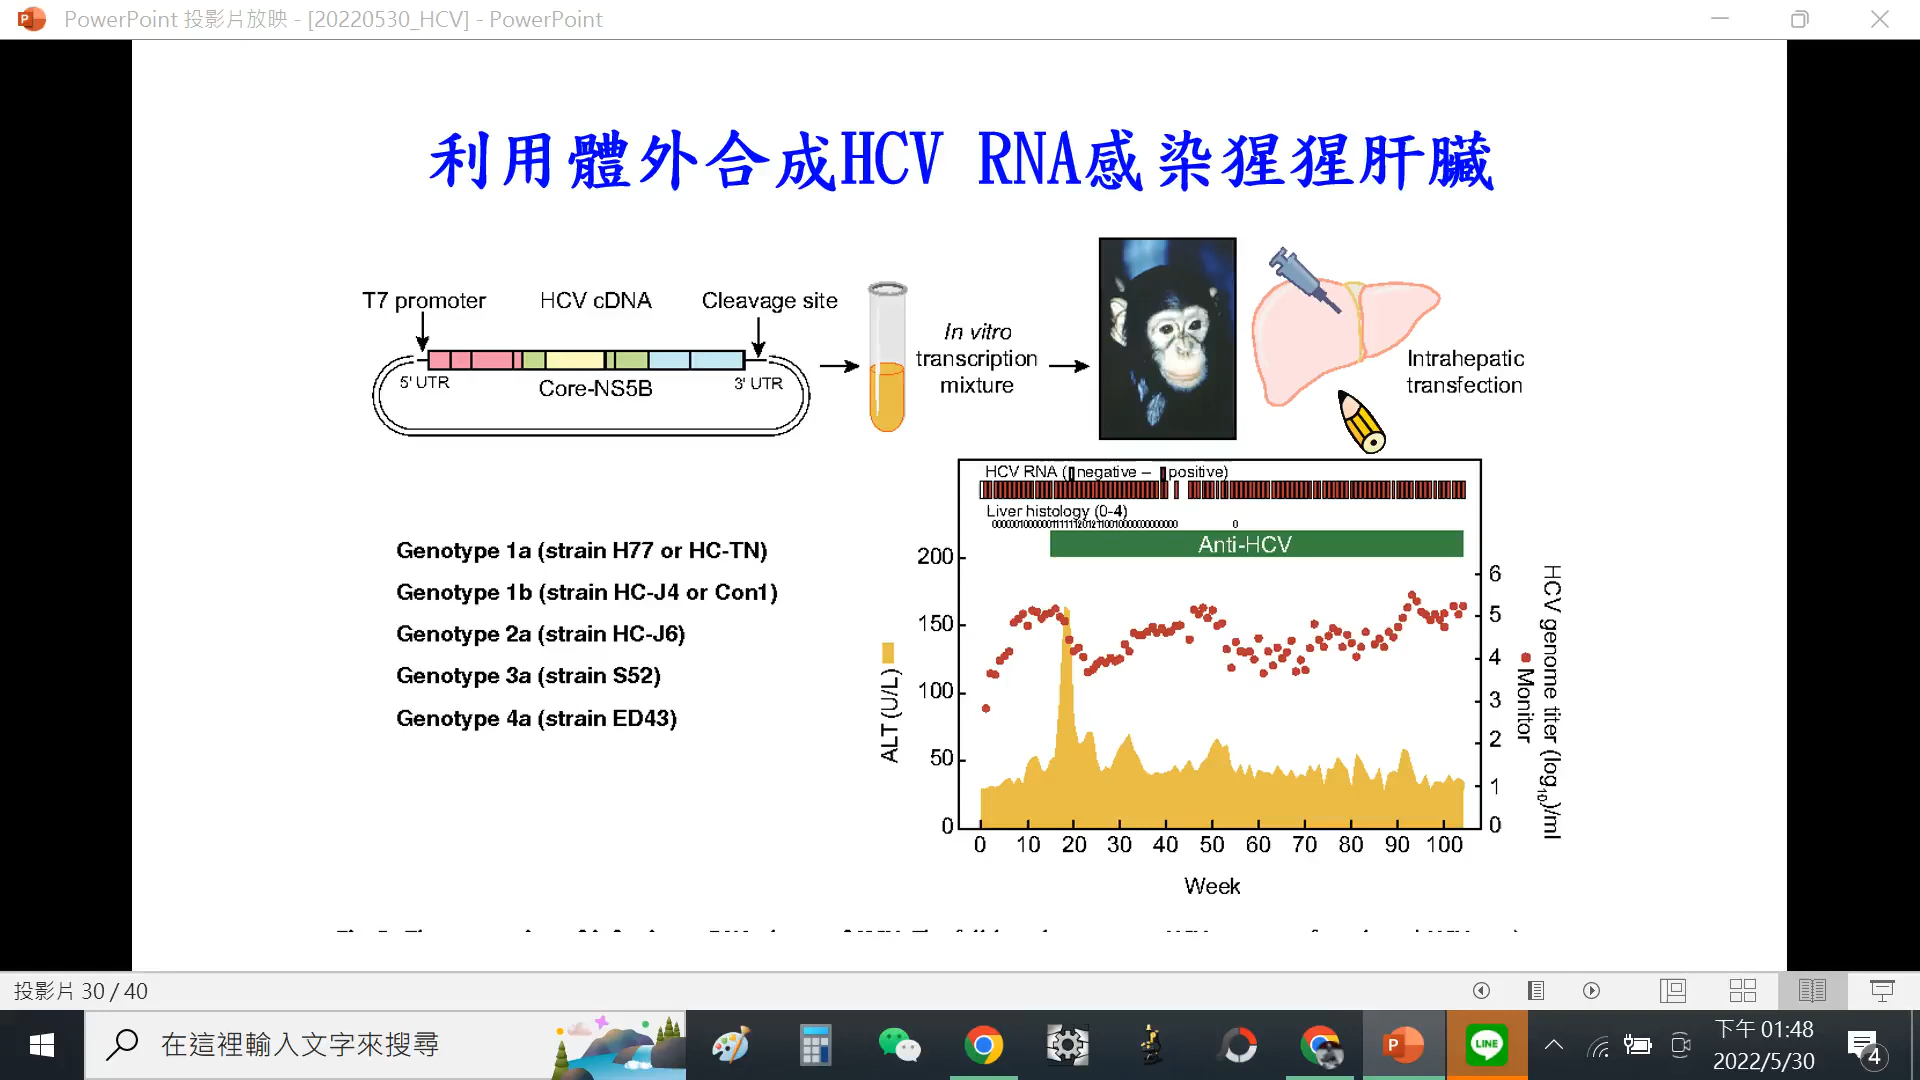 PowerPoint 投影片放映 - [20220530_HCV] - PowerPoint
利用體外合成HCV RNA感染猩猩肝臟
T7 promoter
HCV cDNA
Cleavage site
5' UTR
Core-NS5B
3' UTR
In vitro
transcription
mixture
Intrahepatic
transfection
Genotype 1a (strain H77 or HC-TN)
Genotype 1b (strain HC-J4 or Con1)
Genotype 2a (strain HC-J6)
Genotype 3a (strain S52)
Genotype 4a (strain ED43)
HCV RNA (negative – positive)
Liver histology (0-4)
0
Anti-HCV
200
150
100
50
0
ALT (U/L)
6
5
4
3
2
1
0
Monitor
HCV genome titer (log10)/ml
0 10 20 30 40 50 60 70 80 90 100
Week
投影片 30 / 40
在這裡輸入文字來搜尋
LINE
下午 01:48
2022/5/30
4